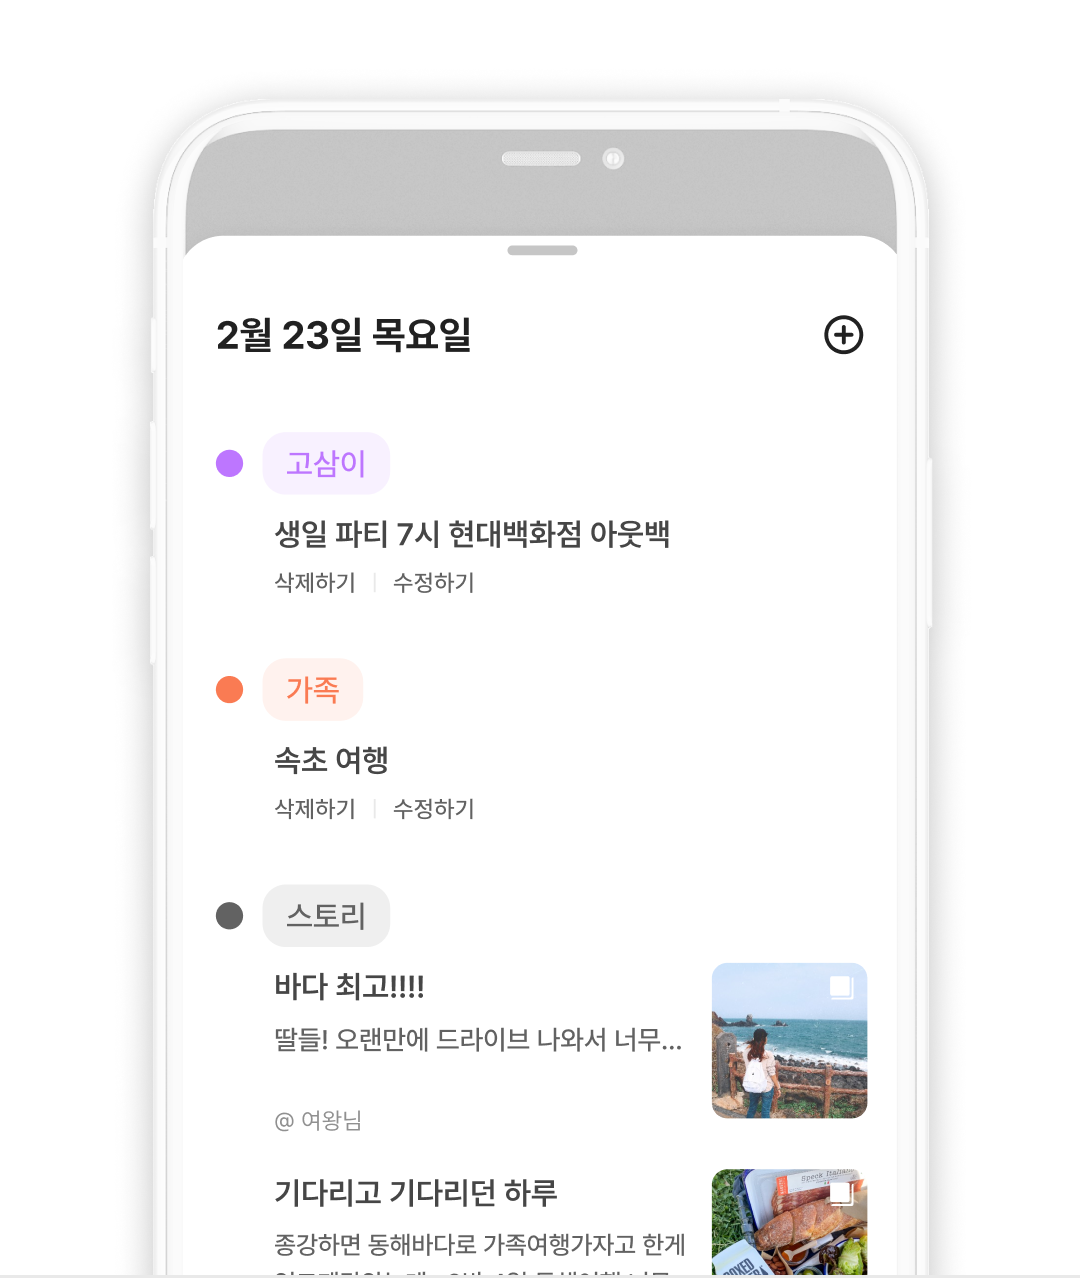 2월 23일 목요일
고삼이
생일 파티 7시 현대백화점 아웃백
삭제하기 | 수정하기
가족
속초 여행
삭제하기 | 수정하기
스토리
바다 최고!!!!
딸들! 오랜만에 드라이브 나와서 너무...
@ 여왕님
기다리고 기다리던 하루
종강하면 동해바다로 가족여행가자고 한게